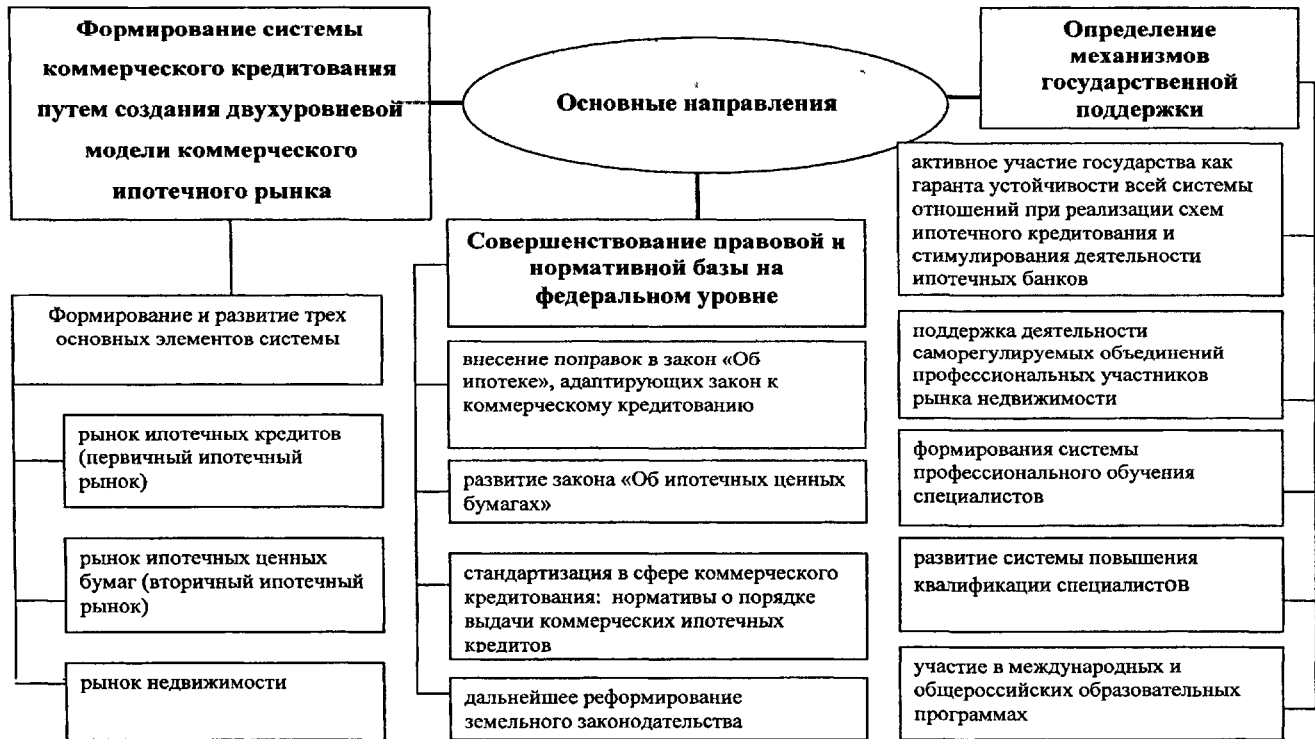 Формирование системы
коммерческого кредитования
путем создания двухуровневой
модели коммерческого
ипотечного рынка
Основные направления
Определение
механизмов
государственной
поддержки
Формирование и развитие трех
основных элементов системы
рынок ипотечных кредитов
(первичный ипотечный
рынок)
рынок ипотечных ценных
бумаг (вторичный ипотечный
рынок)
рынок недвижимости
Совершенствование правовой и
нормативной базы на
федеральном уровне
внесение поправок в закон «Об
ипотеке», адаптирующих закон к
коммерческому кредитованию
развитие закона «Об ипотечных ценных
бумагах»
стандартизация в сфере коммерческого
кредитования: нормативы о порядке
выдачи коммерческих ипотечных
кредитов
дальнейшее реформирование
земельного законодательства
активное участие государства как
гаранта устойчивости всей системы
отношений при реализации схем
ипотечного кредитования и
стимулирования деятельности
ипотечных банков
поддержка деятельности
саморегулируемых объединений
профессиональных участников
рынка недвижимости
формирования системы
профессионального обучения
специалистов
развитие системы повышения
квалификации специалистов
участие в международных и
общероссийских образовательных
программах